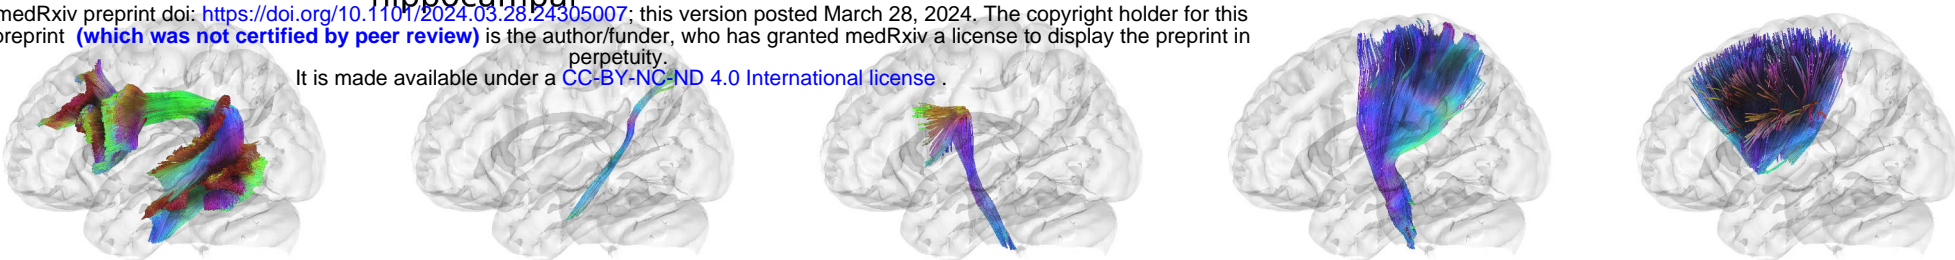 hippocampal
medRxiv preprint doi: https://doi.org/10.1101/2024.03.28.24305007; this version posted March 28, 2024. The copyright holder for this
preprint (which was not certified by peer review) is the author/funder, who has granted medRxiv a license to display the preprint in
perpetuity.
It is made available under a CC-BY-NC-ND 4.0 International license .